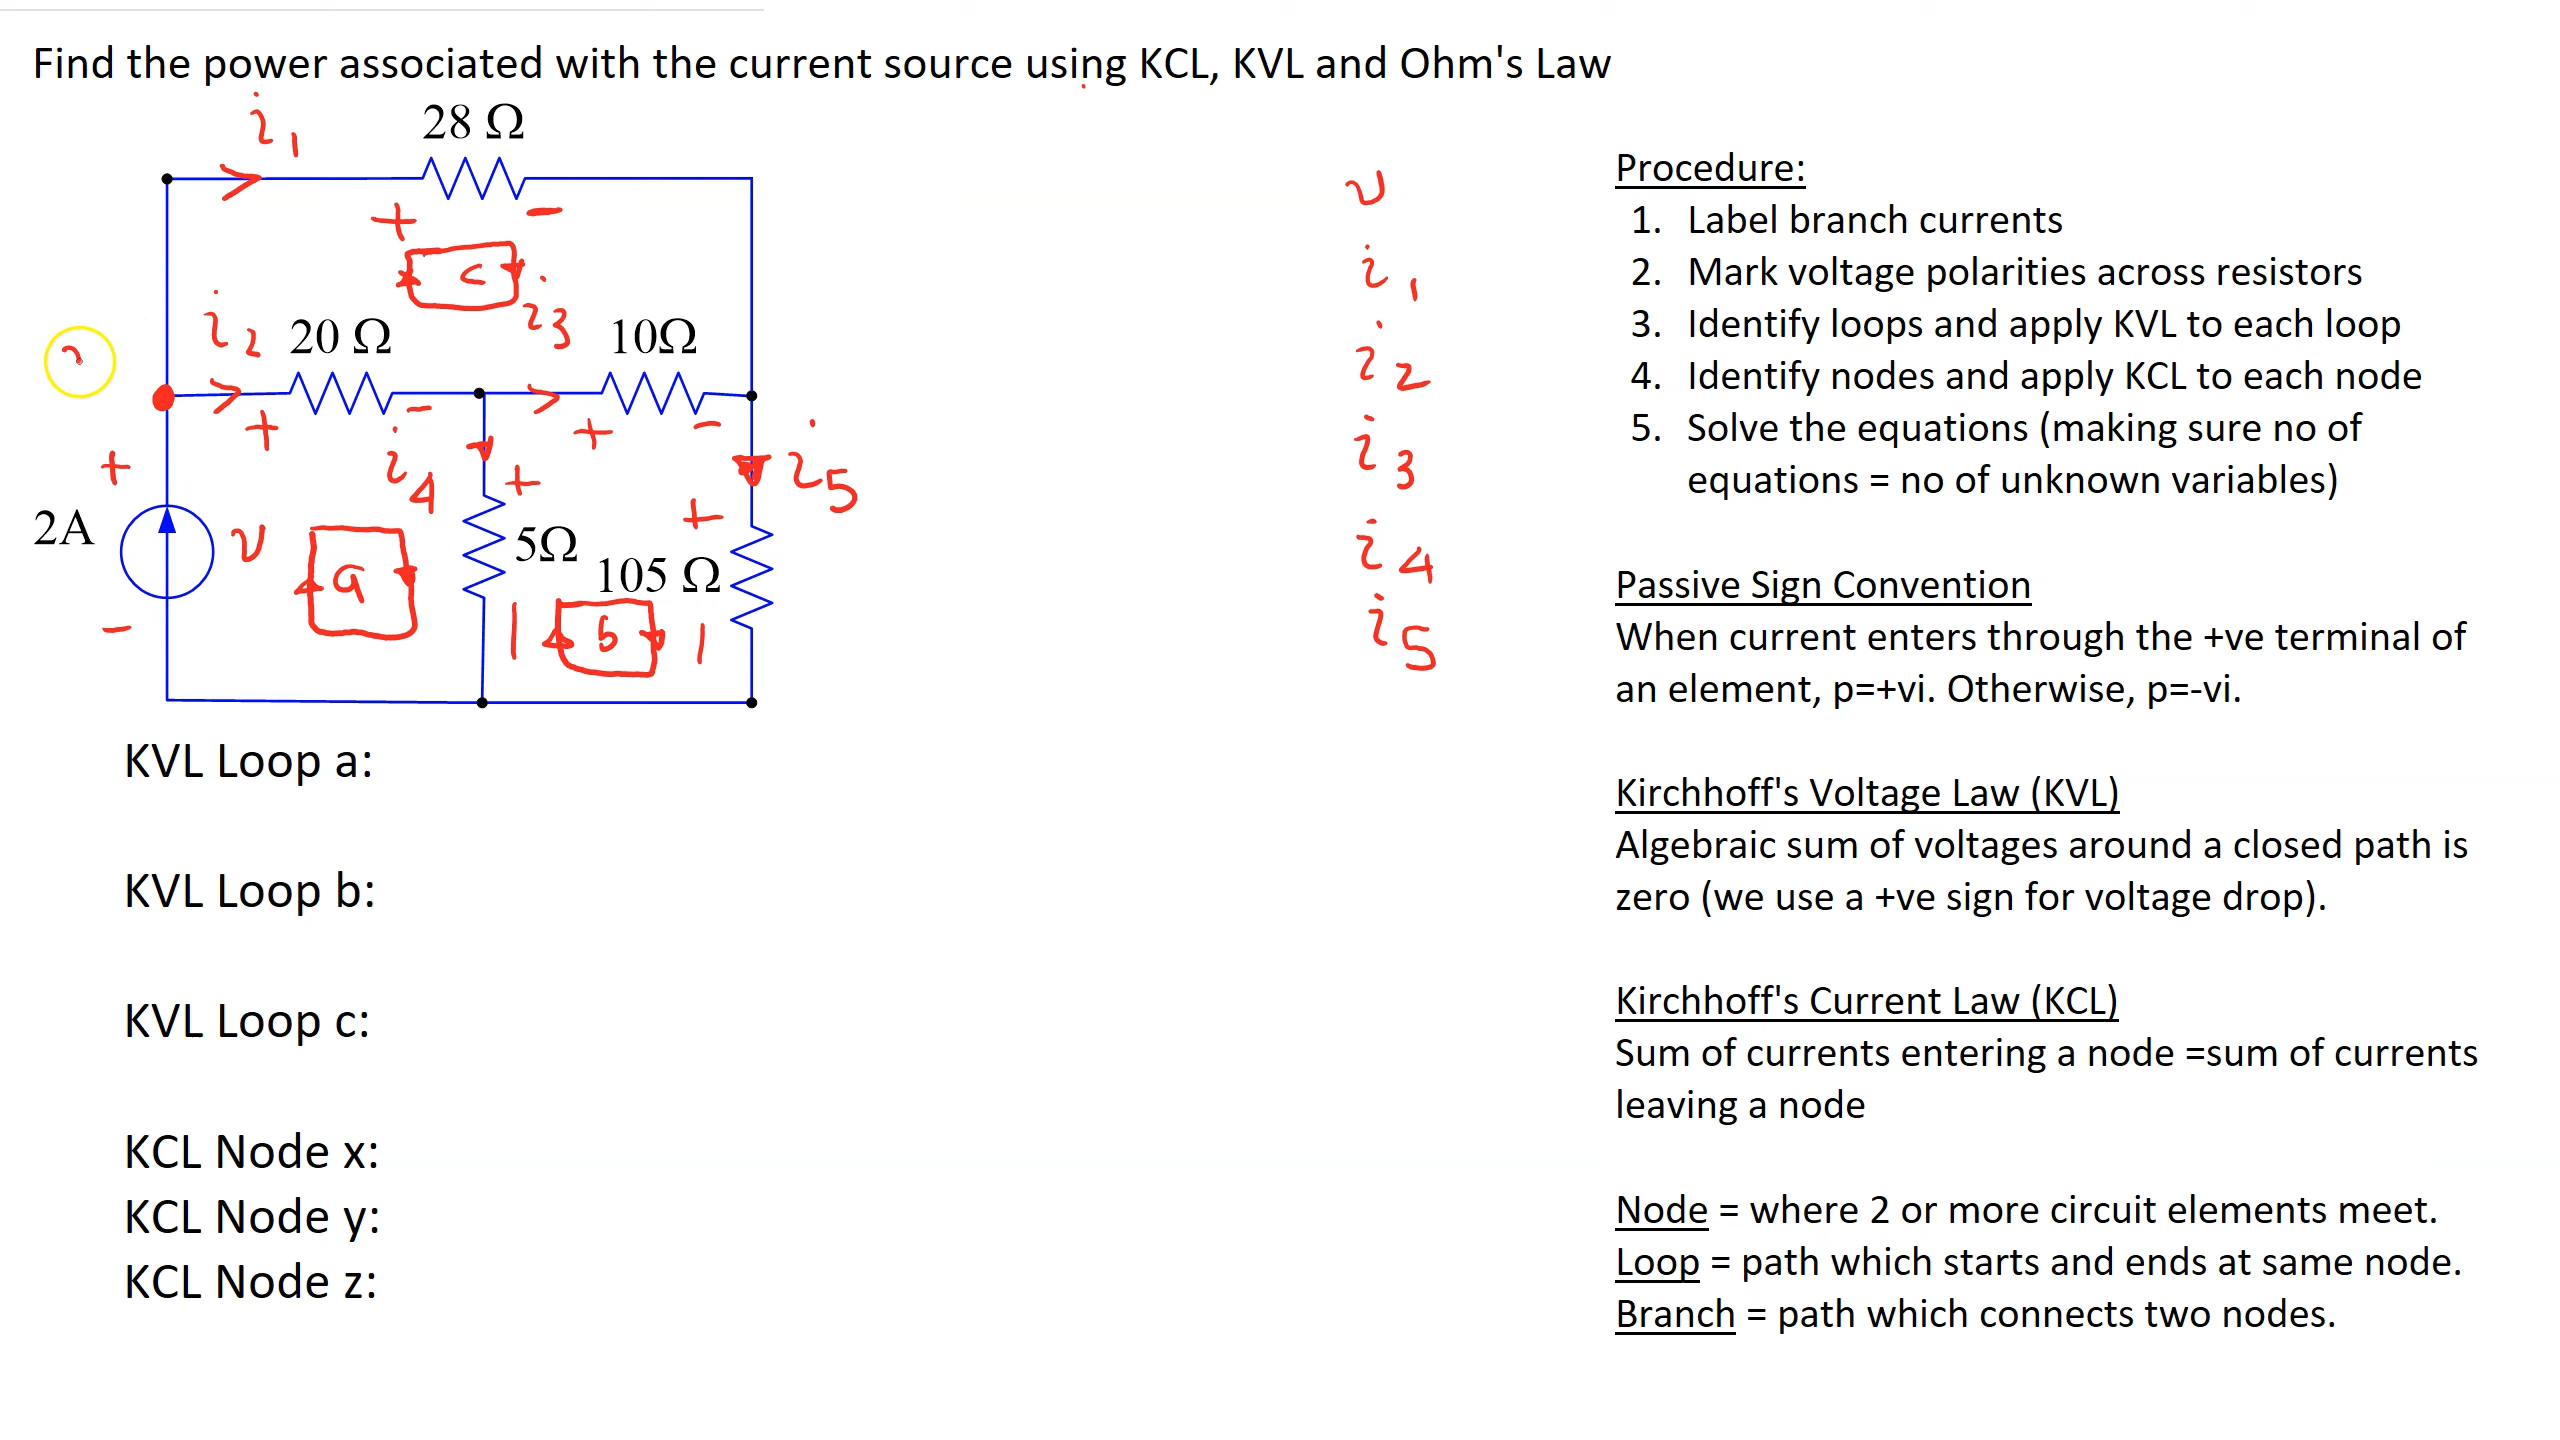 Find the power associated with the current source using KCL, KVL and Ohm's Law
i1
28 Ω
+ −
c
i2
20 Ω
i3
10Ω
+ −
+ −
i4
i5
+
2A
v
−
a
+
5Ω
−
+
105 Ω
−
b
v
i1
i2
i3
i4
i5
KVL Loop a:
KVL Loop b:
KVL Loop c:
KCL Node x:
KCL Node y:
KCL Node z:
Procedure:
1. Label branch currents
2. Mark voltage polarities across resistors
3. Identify loops and apply KVL to each loop
4. Identify nodes and apply KCL to each node
5. Solve the equations (making sure no of
equations = no of unknown variables)
Passive Sign Convention
When current enters through the +ve terminal of
an element, p=+vi. Otherwise, p=-vi.
Kirchhoff's Voltage Law (KVL)
Algebraic sum of voltages around a closed path is
zero (we use a +ve sign for voltage drop).
Kirchhoff's Current Law (KCL)
Sum of currents entering a node =sum of currents
leaving a node
Node = where 2 or more circuit elements meet.
Loop = path which starts and ends at same node.
Branch = path which connects two nodes.